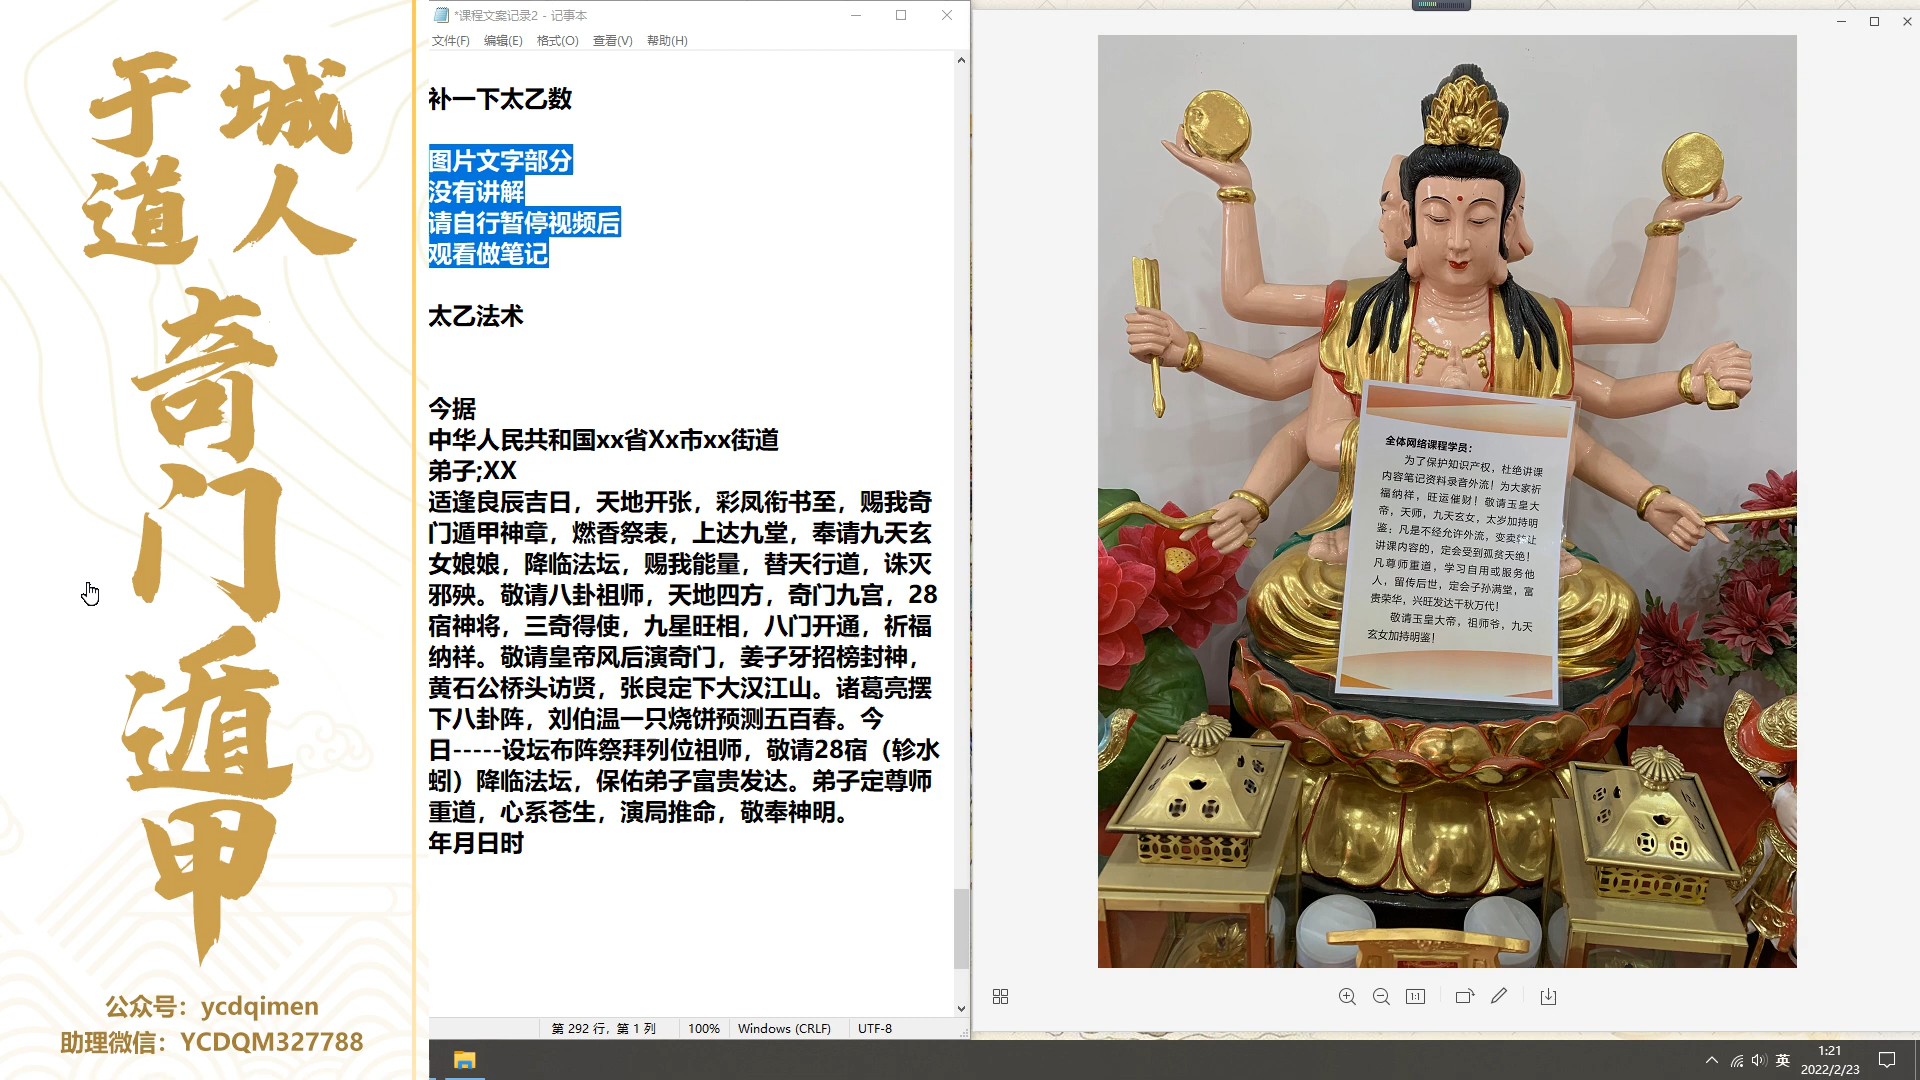 于城
道人
奇门遁甲
公众号：ycdqimen
助理微信：YCDQM327788
*课程文案记录2 - 记事本
文件(F) 编辑(E) 格式(O) 查看(V) 帮助(H)
补一下太乙数
图片文字部分
没有讲解
请自行暂停视频后
观看做笔记
太乙法术
今据
中华人民共和国xx省Xx市xx街道
弟子;XX
适逢良辰吉日，天地开张，彩凤衔书至，赐我奇
门遁甲神章，燃香祭表，上达九堂，奉请九天玄
女娘娘，降临法坛，赐我能量，替天行道，诛灭
邪殃。敬请八卦祖师，天地四方，奇门九宫，28
宿神将，三奇得使，九星旺相，八门开通，祈福
纳祥。敬请皇帝风后演奇门，姜子牙招榜封神，
黄石公桥头访贤，张良定下大汉江山。诸葛亮摆
下八卦阵，刘伯温一只烧饼预测五百春。今
日-----设坛布阵祭拜列位祖师，敬请28宿（轸水
蚓）降临法坛，保佑弟子富贵发达。弟子定尊师
重道，心系苍生，演局推命，敬奉神明。
年月日时
第 292 行，第 1 列 100% Windows (CRLF) UTF-8
全体网络课程学员：
为了保护知识产权，杜绝讲课
内容笔记资料录音外流！为大家祈
福纳祥，旺运催财！敬请玉皇大
帝，天师，九天玄女，太岁加持明
鉴：凡是不经允许外流，变卖转让
讲课内容的，定会受到孤贫夭绝！
凡尊师重道，学习自用或服务他
人，留传后世，定会子孙满堂，富
贵荣华，兴旺发达千秋万代！
敬请玉皇大帝，祖师爷，九天
玄女加持明鉴！
1:1
英
1:21
2022/2/23